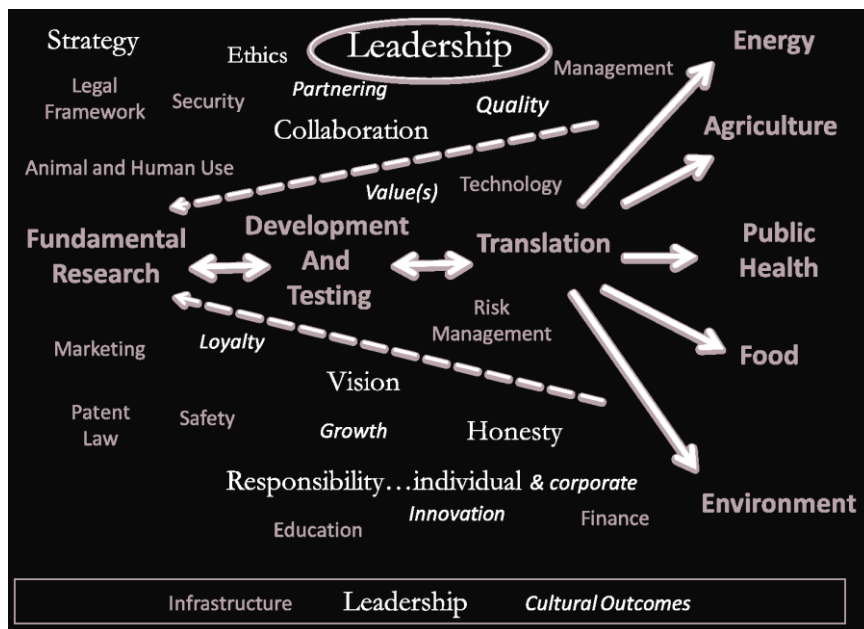 Strategy
Ethics
Leadership
Energy
Legal
Framework
Security
Partnering
Management
Quality
Collaboration
Agriculture
Animal and Human Use
Value(s)
Technology
Fundamental
Research
Development
And
Testing
Translation
Public
Health
Risk
Management
Marketing
Loyalty
Food
Vision
Patent
Law
Safety
Growth
Honesty
Responsibility…individual & corporate
Environment
Education
Innovation
Finance
Infrastructure Leadership Cultural Outcomes